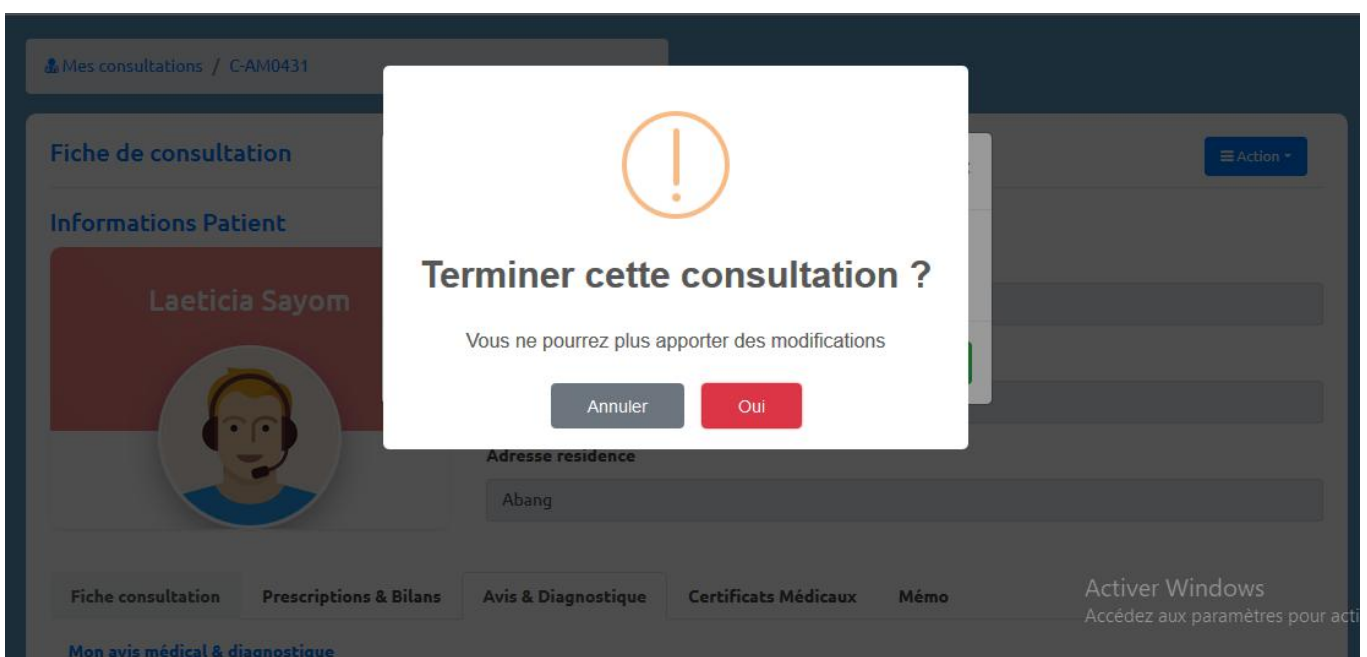 Mes consultations / C-AM0431
Fiche de consultation
Action
Informations Patient
Laeticia Sayom
Terminer cette consultation ?
Vous ne pourrez plus apporter des modifications
Annuler
Oui
Adresse residence
Abang
Fiche consultation
Prescriptions & Bilans
Avis & Diagnostique
Certificats Médicaux
Mémo
Activer Windows
Accédez aux paramètres pour acti
Mon avis médical & diagnostique